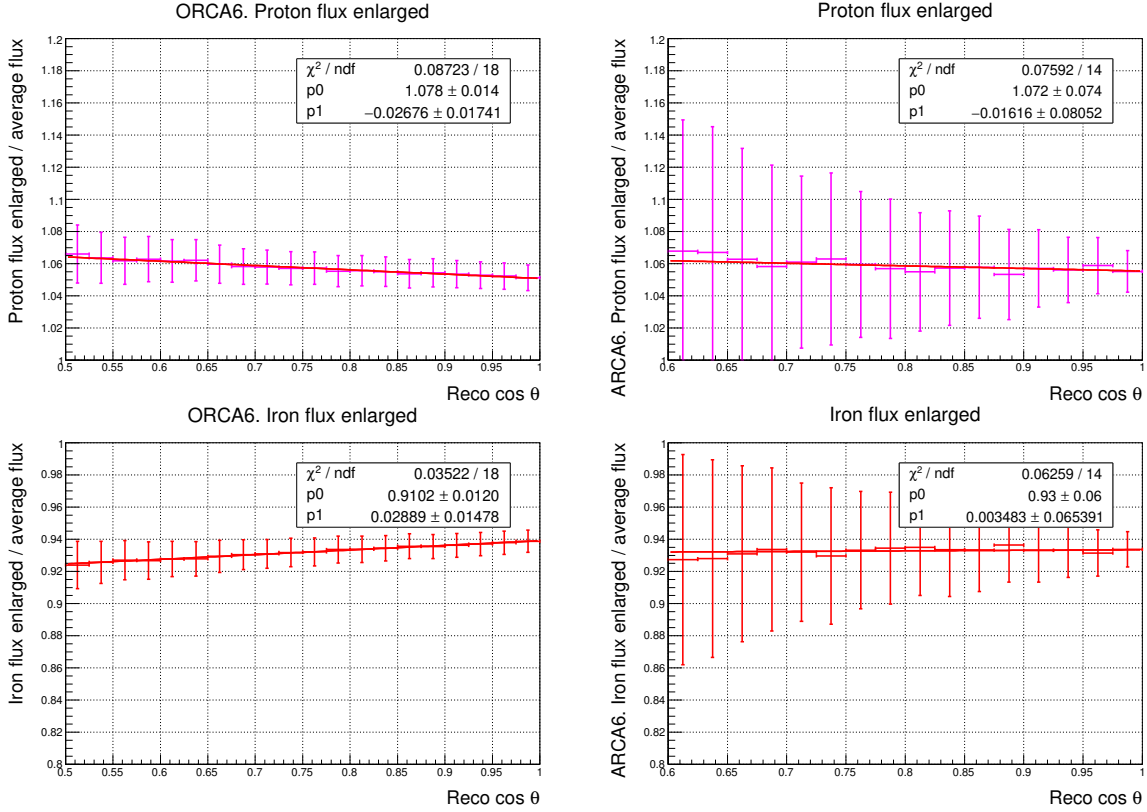 ORCA6. Proton flux enlarged
Proton flux enlarged / average flux
1.2
1.18
1.16
1.14
1.12
1.1
1.08
1.06
1.04
1.02
1
χ² / ndf 0.08723 / 18
p0 1.078 ± 0.014
p1 −0.02676 ± 0.01741
0.5 0.55 0.6 0.65 0.7 0.75 0.8 0.85 0.9 0.95 1
Reco cos θ
Proton flux enlarged
ARCA6. Proton flux enlarged / average flux
1.2
1.18
1.16
1.14
1.12
1.1
1.08
1.06
1.04
1.02
1
χ² / ndf 0.07592 / 14
p0 1.072 ± 0.074
p1 −0.01616 ± 0.08052
0.6 0.65 0.7 0.75 0.8 0.85 0.9 0.95 1
Reco cos θ
ORCA6. Iron flux enlarged
Iron flux enlarged / average flux
1
0.98
0.96
0.94
0.92
0.9
0.88
0.86
0.84
0.82
0.8
χ² / ndf 0.03522 / 18
p0 0.9102 ± 0.0120
p1 0.02889 ± 0.01478
0.5 0.55 0.6 0.65 0.7 0.75 0.8 0.85 0.9 0.95 1
Reco cos θ
Iron flux enlarged
ARCA6. Iron flux enlarged / average flux
1
0.98
0.96
0.94
0.92
0.9
0.88
0.86
0.84
0.82
0.8
χ² / ndf 0.06259 / 14
p0 0.93 ± 0.06
p1 0.003483 ± 0.065391
0.6 0.65 0.7 0.75 0.8 0.85 0.9 0.95 1
Reco cos θ